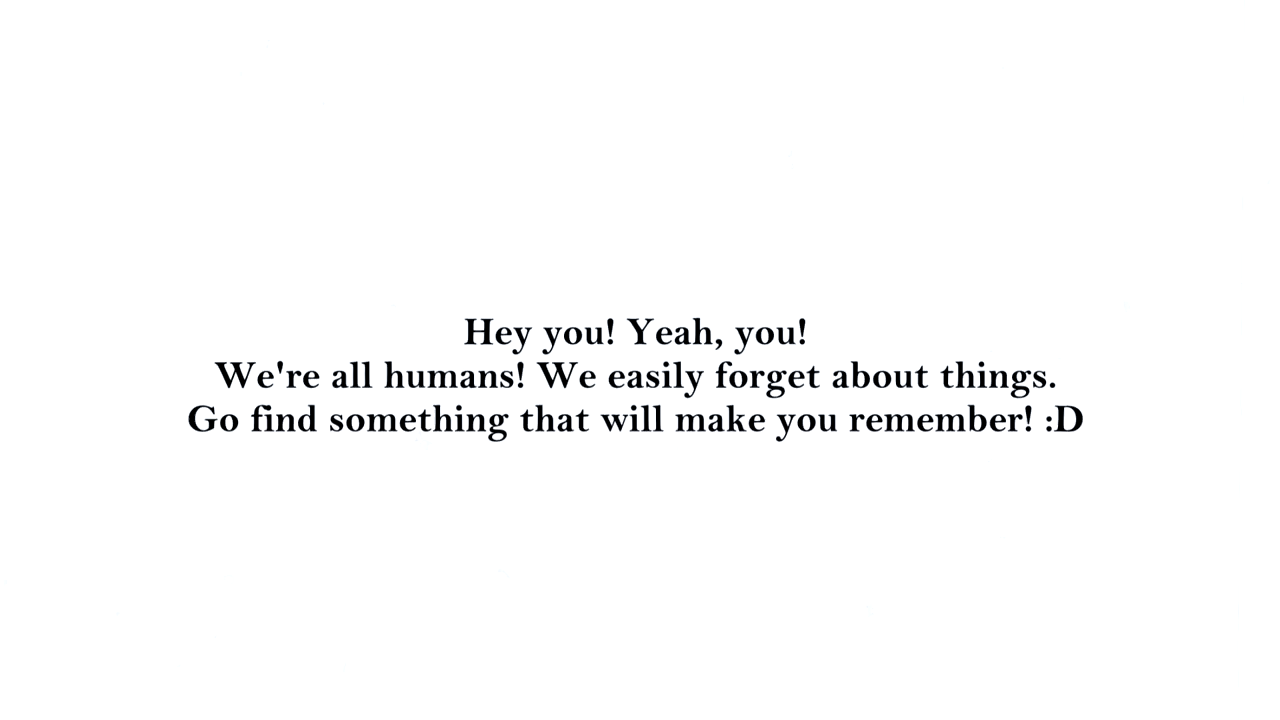 Hey you! Yeah, you!
We're all humans! We easily forget about things.
Go find something that will make you remember! :D